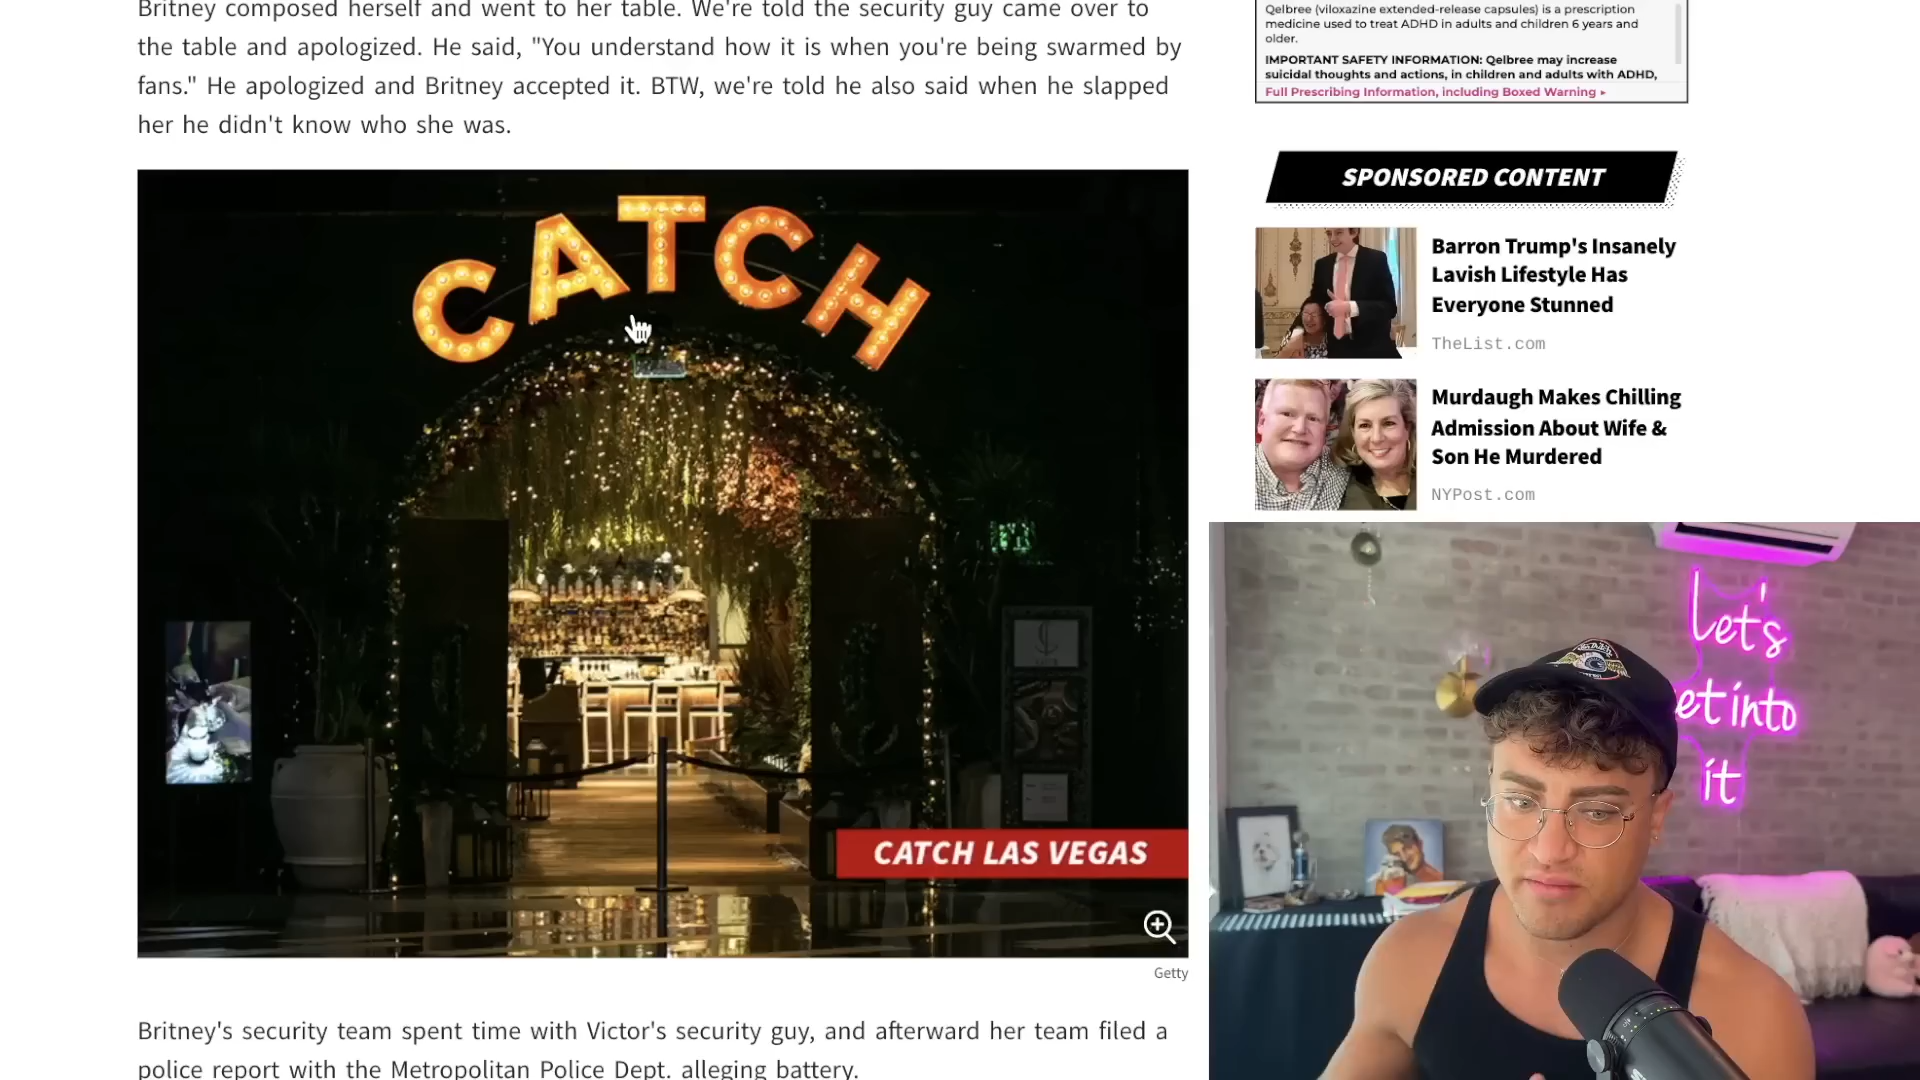 Britney composed herself and went to her table. We're told the security guy came over to
the table and apologized. He said, "You understand how it is when you're being swarmed by
fans." He apologized and Britney accepted it. BTW, we're told he also said when he slapped
her he didn't know who she was.
CATCH
CATCH LAS VEGAS
Getty
Britney's security team spent time with Victor's security guy, and afterward her team filed a
police report with the Metropolitan Police Dept. alleging battery.
Qelbree (viloxazine extended-release capsules) is a prescription
medicine used to treat ADHD in adults and children 6 years and
older.
IMPORTANT SAFETY INFORMATION: Qelbree may increase
suicidal thoughts and actions, in children and adults with ADHD,
Full Prescribing Information, including Boxed Warning ▸
SPONSORED CONTENT
Barron Trump's Insanely
Lavish Lifestyle Has
Everyone Stunned
TheList.com
Murdaugh Makes Chilling
Admission About Wife &
Son He Murdered
NYPost.com
Let's
et into
it